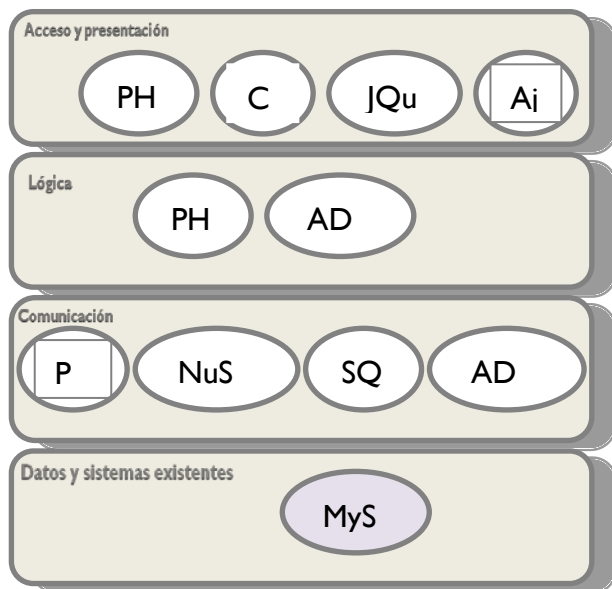 Acceso y presentación
PH C JQu Aj
Lógica
PH AD
Comunicación
P NuS SQ AD
Datos y sistemas existentes
MyS